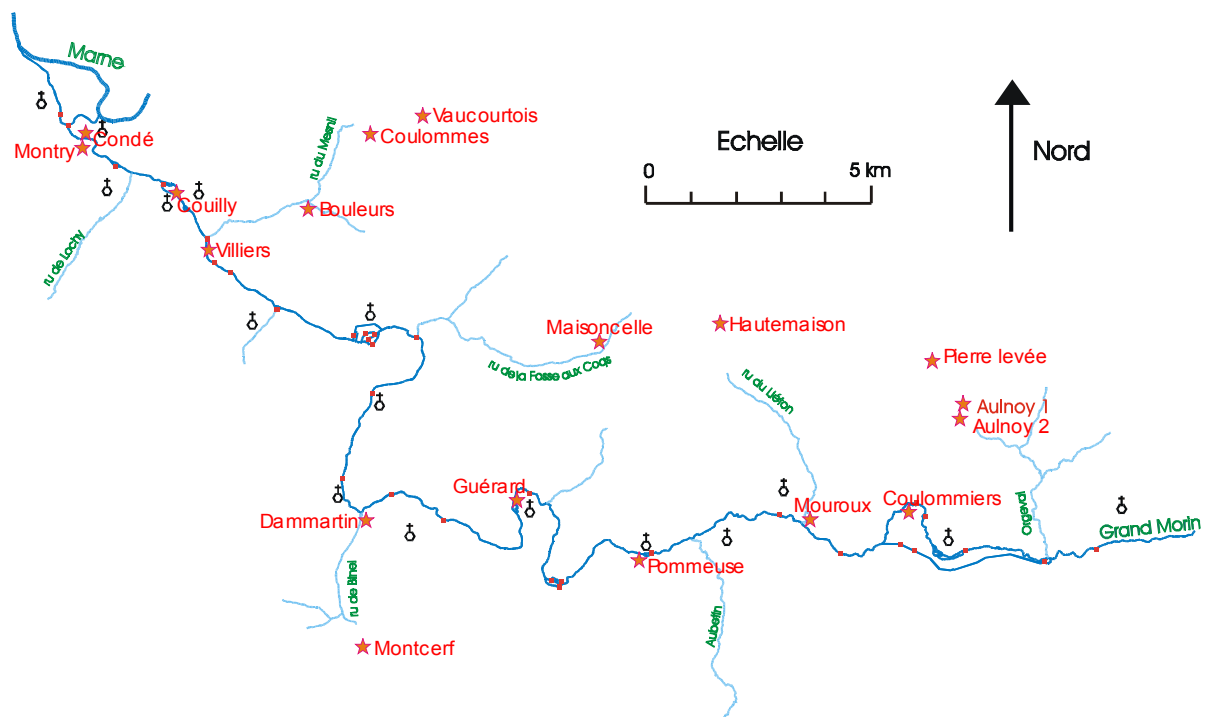 Marne
Vaucourtois
Coulommes
Condé
Montry
ru du Mesnil
Echelle
0
5 km
Nord
Couilly
Bouleurs
ru de Lochy
Villiers
Maisoncelle
Hautemaison
ru de la Fosse aux Coqs
Pierre levée
ru du Liéton
Aulnoy 1
Aulnoy 2
Guérard
Mouroux
Coulommiers
Dammartin
Orgeval
Grand Morin
Pommeuse
ru de Binel
Aubetin
Montcerf